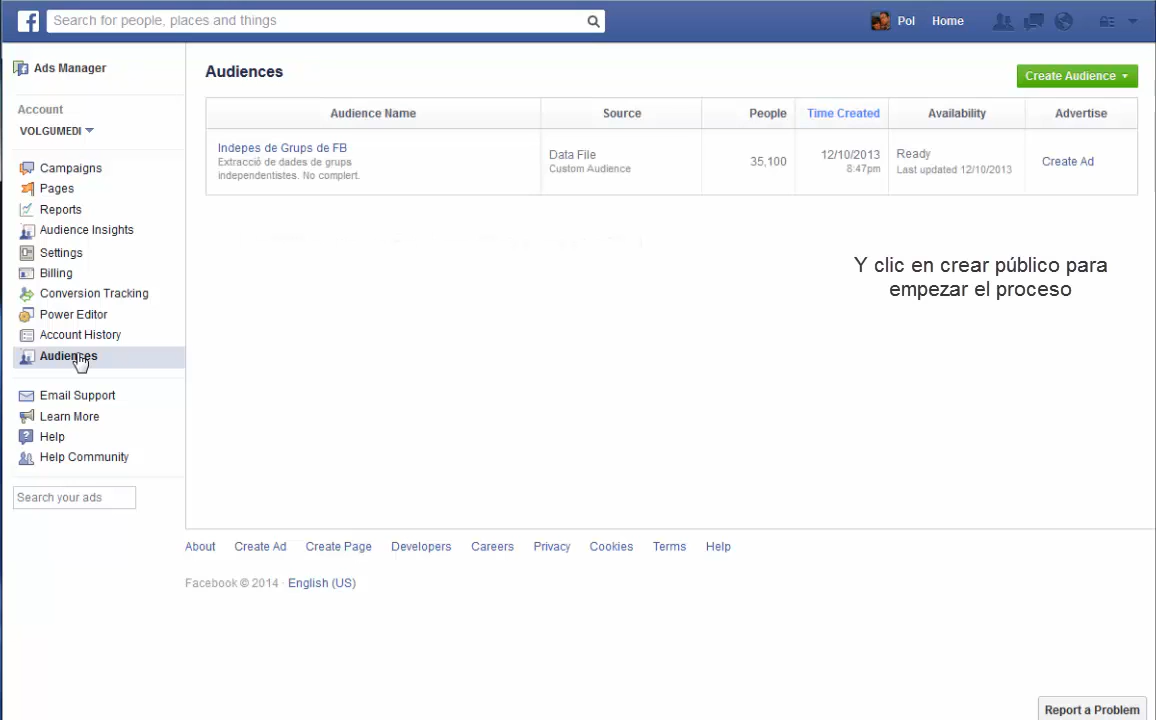 Search for people, places and things
Pol
Home
Ads Manager
Account
VOLGUMEDI
Campaigns
Pages
Reports
Audience Insights
Settings
Billing
Conversion Tracking
Power Editor
Account History
Audiences
Email Support
Learn More
Help
Help Community
Search your ads
Audiences
Create Audience
Audience Name
Source
People
Time Created
Availability
Advertise
Indepes de Grups de FB
Extracció de dades de grups
independentistes. No complert.
Data File
Custom Audience
35,100
12/10/2013
8:47pm
Ready
Last updated 12/10/2013
Create Ad
Y clic en crear público para
empezar el proceso
About Create Ad Create Page Developers Careers Privacy Cookies Terms Help
Facebook © 2014 · English (US)
Report a Problem